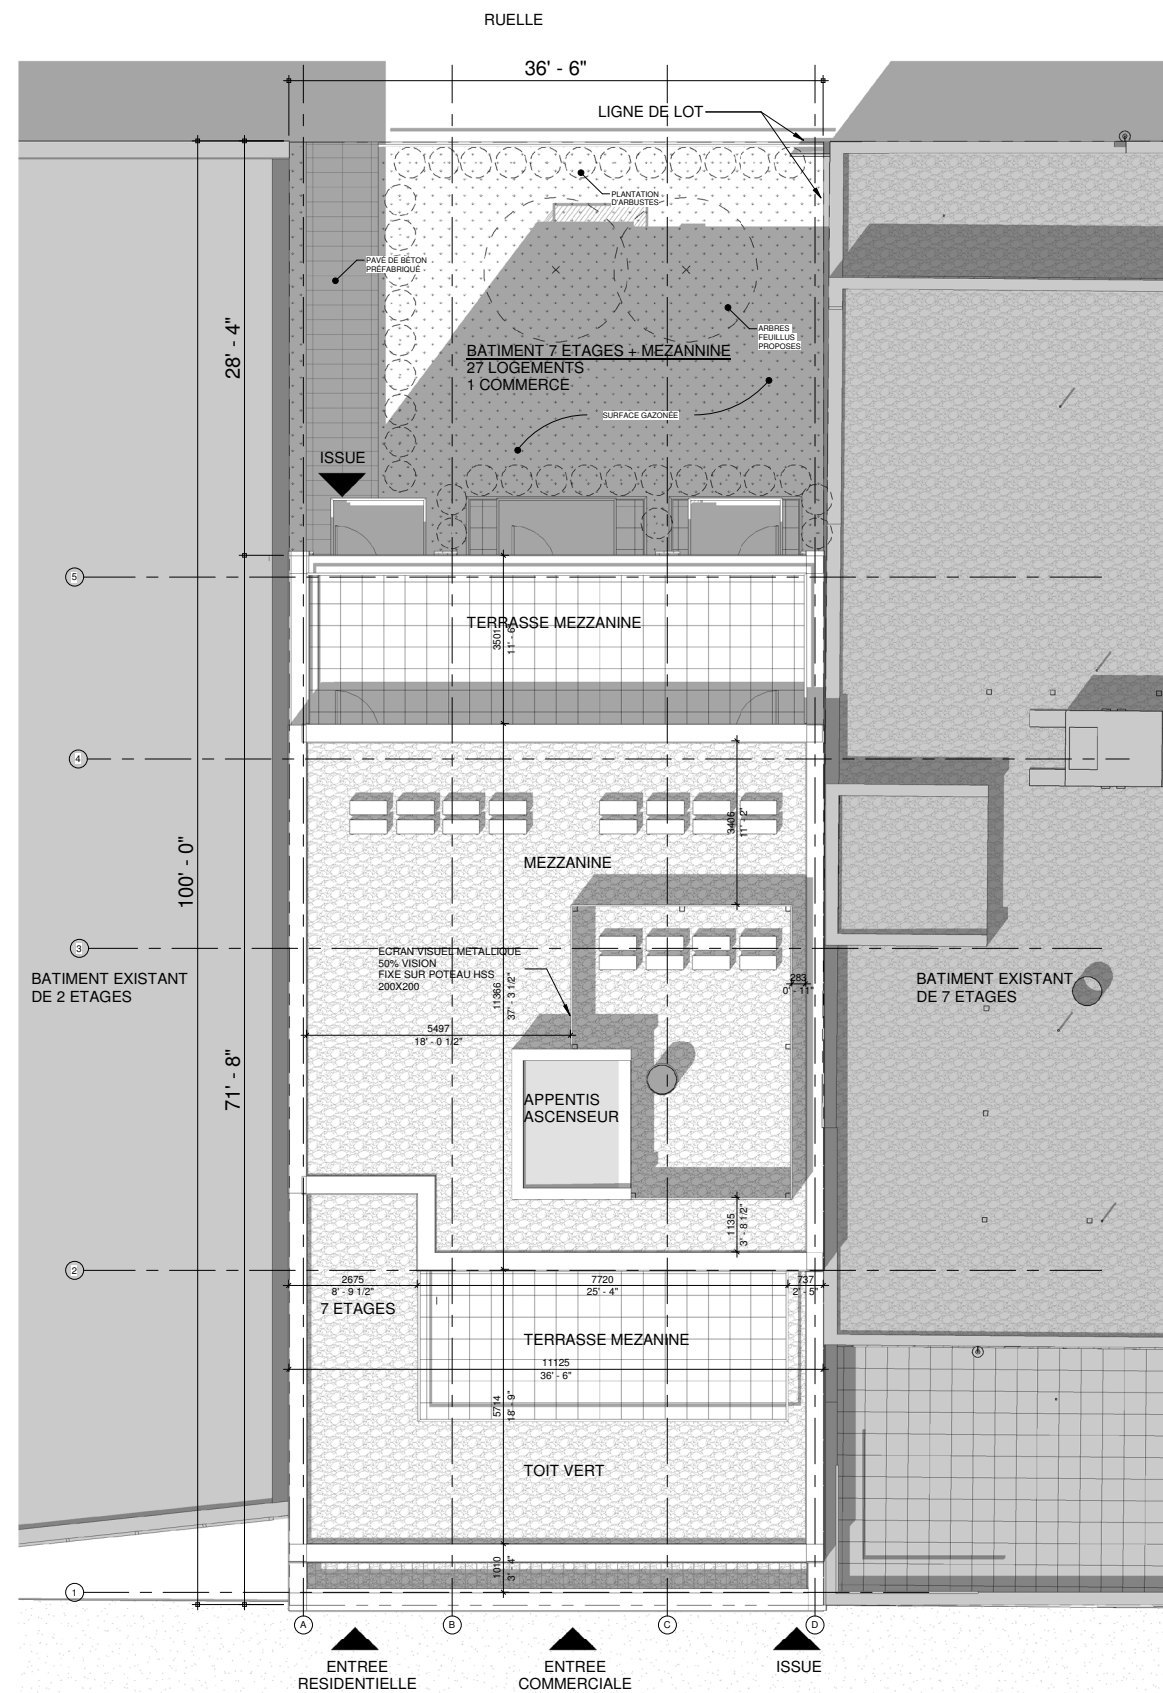 RUELLE
36' - 6"
LIGNE DE LOT
PLANTATION
D'ARBUSTES
PAVÉ DE BÉTON
PRÉFABRIQUÉ
28' - 4"
ARBRES
FEUILLUS
PROPOSES
BATIMENT 7 ETAGES + MEZANNINE
27 LOGEMENTS
1 COMMERCE
SURFACE GAZONÉE
ISSUE
5
TERRASSE MEZZANINE
3501
11' - 6"
4
3406
11' - 2"
MEZZANINE
100' - 0"
3
ECRAN VISUEL METALLIQUE
50% VISION
FIXE SUR POTEAU HSS
200X200
BATIMENT EXISTANT
DE 2 ETAGES
11366
37' - 3 1/2"
283
0' - 11"
BATIMENT EXISTANT
DE 7 ETAGES
5497
18' - 0 1/2"
71' - 8"
APPENTIS
ASCENSEUR
1135
3' - 8 1/2"
2
2675
8' - 9 1/2"
7720
25' - 4"
737
2' - 5"
7 ETAGES
TERRASSE MEZANINE
11125
36' - 6"
5714
18' - 9"
TOIT VERT
1010
3' - 4"
1
A
B
C
D
ENTREE
RESIDENTIELLE
ENTREE
COMMERCIALE
ISSUE